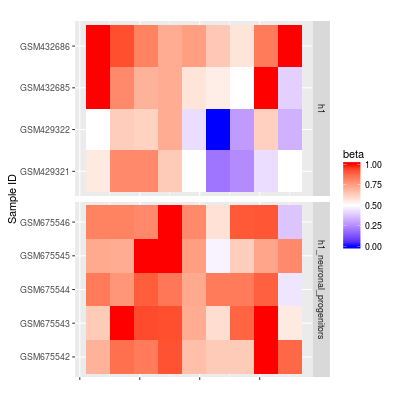 Sample ID
GSM432686
GSM432685
GSM429322
GSM429321
h1
GSM675546
GSM675545
GSM675544
GSM675543
GSM675542
h1_neuronal_progenitors
beta
1.00
0.75
0.50
0.25
0.00